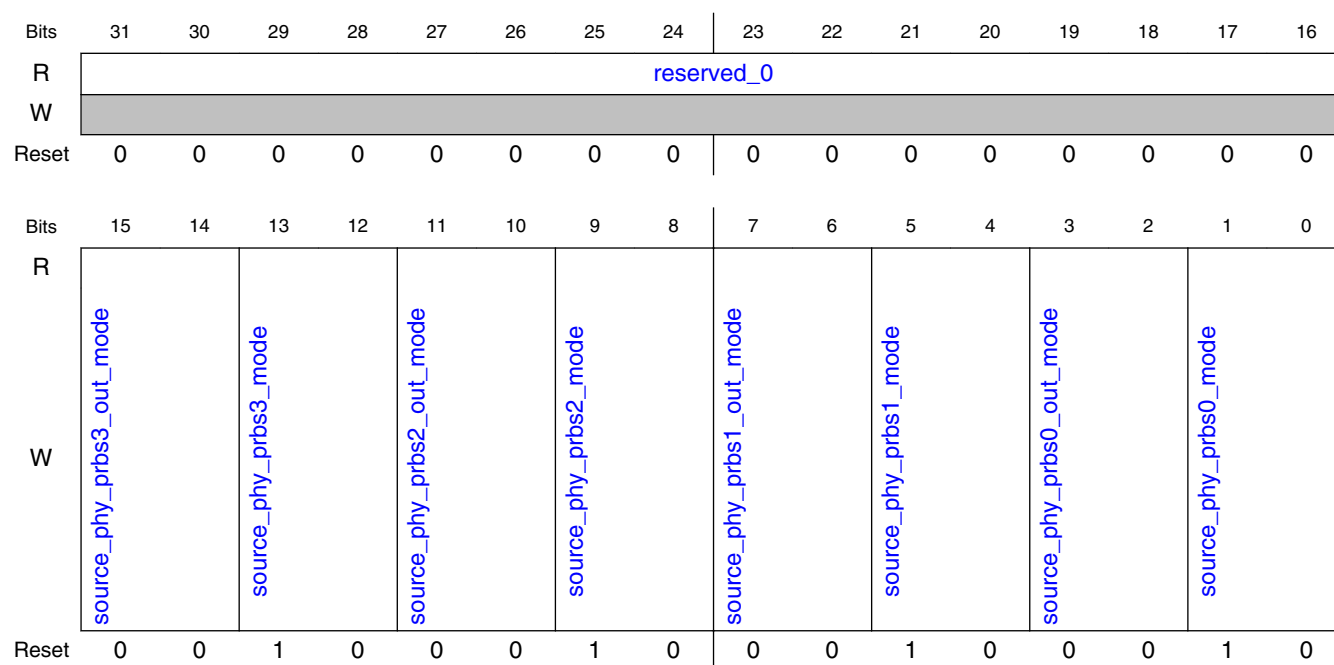 Bits 31 30 29 28 27 26 25 24 23 22 21 20 19 18 17 16
R reserved_0
W
Reset 0 0 0 0 0 0 0 0 0 0 0 0 0 0 0 0
Bits 15 14 13 12 11 10 9 8 7 6 5 4 3 2 1 0
R
W
source_phy_prbs3_out_mode
source_phy_prbs3_mode
source_phy_prbs2_out_mode
source_phy_prbs2_mode
source_phy_prbs1_out_mode
source_phy_prbs1_mode
source_phy_prbs0_out_mode
source_phy_prbs0_mode
Reset 0 0 1 0 0 0 1 0 0 0 1 0 0 0 1 0